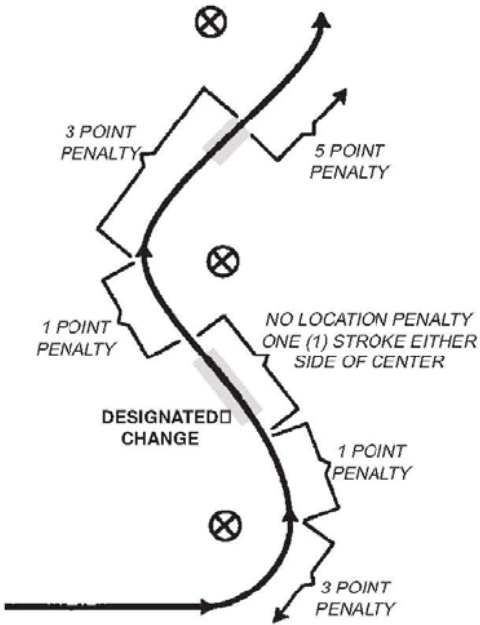 3 POINT
PENALTY
5 POINT
PENALTY
1 POINT
PENALTY
NO LOCATION PENALTY
ONE (1) STROKE EITHER
SIDE OF CENTER
DESIGNATED□
CHANGE
1 POINT
PENALTY
3 POINT
PENALTY